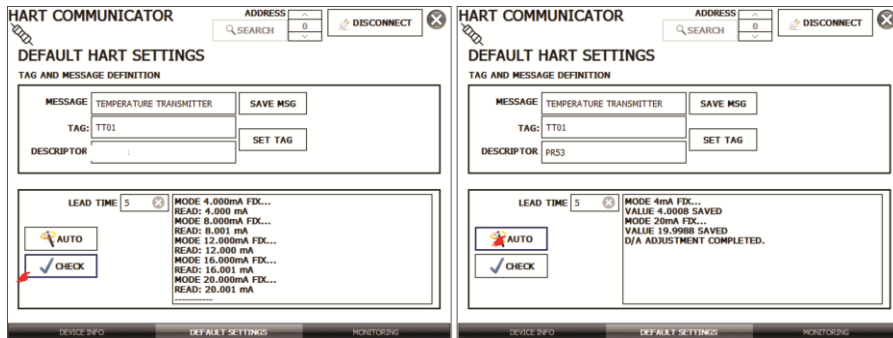 HART COMMUNICATOR
ADDRESS
SEARCH
0
DISCONNECT
DEFAULT HART SETTINGS
TAG AND MESSAGE DEFINITION
MESSAGE TEMPERATURE TRANSMITTER SAVE MSG
TAG: TT01
SET TAG
DESCRIPTOR
LEAD TIME 5
AUTO
CHECK
MODE 4.000mA FIX...
READ: 4.000 mA
MODE 8.000mA FIX...
READ: 8.001 mA
MODE 12.000mA FIX...
READ: 12.000 mA
MODE 16.000mA FIX...
READ: 16.001 mA
MODE 20.000mA FIX...
READ: 20.001 mA
-----------
DEVICE INFO DEFAULT SETTINGS MONITORING
HART COMMUNICATOR
ADDRESS
SEARCH
0
DISCONNECT
DEFAULT HART SETTINGS
TAG AND MESSAGE DEFINITION
MESSAGE TEMPERATURE TRANSMITTER SAVE MSG
TAG: TT01
SET TAG
DESCRIPTOR PR53
LEAD TIME 5
AUTO
CHECK
MODE 4mA FIX...
VALUE 4.0008 SAVED
MODE 20mA FIX...
VALUE 19.9988 SAVED
D/A ADJUSTMENT COMPLETED.
DEVICE INFO DEFAULT SETTINGS MONITORING